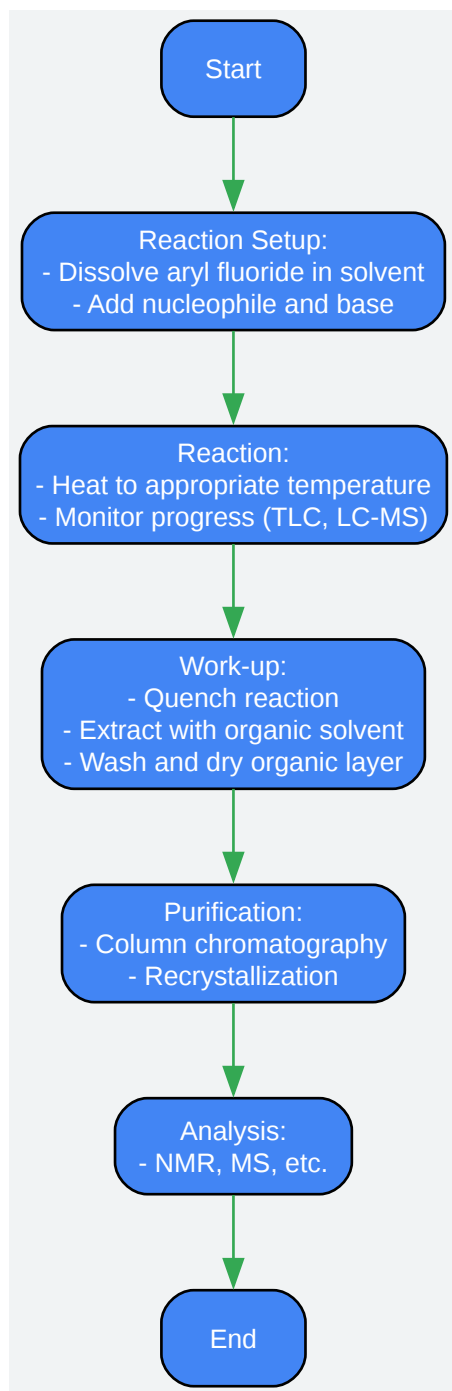 Start
Reaction Setup:
- Dissolve aryl fluoride in solvent
- Add nucleophile and base
Reaction:
- Heat to appropriate temperature
- Monitor progress (TLC, LC-MS)
Work-up:
- Quench reaction
- Extract with organic solvent
- Wash and dry organic layer
Purification:
- Column chromatography
- Recrystallization
Analysis:
- NMR, MS, etc.
End